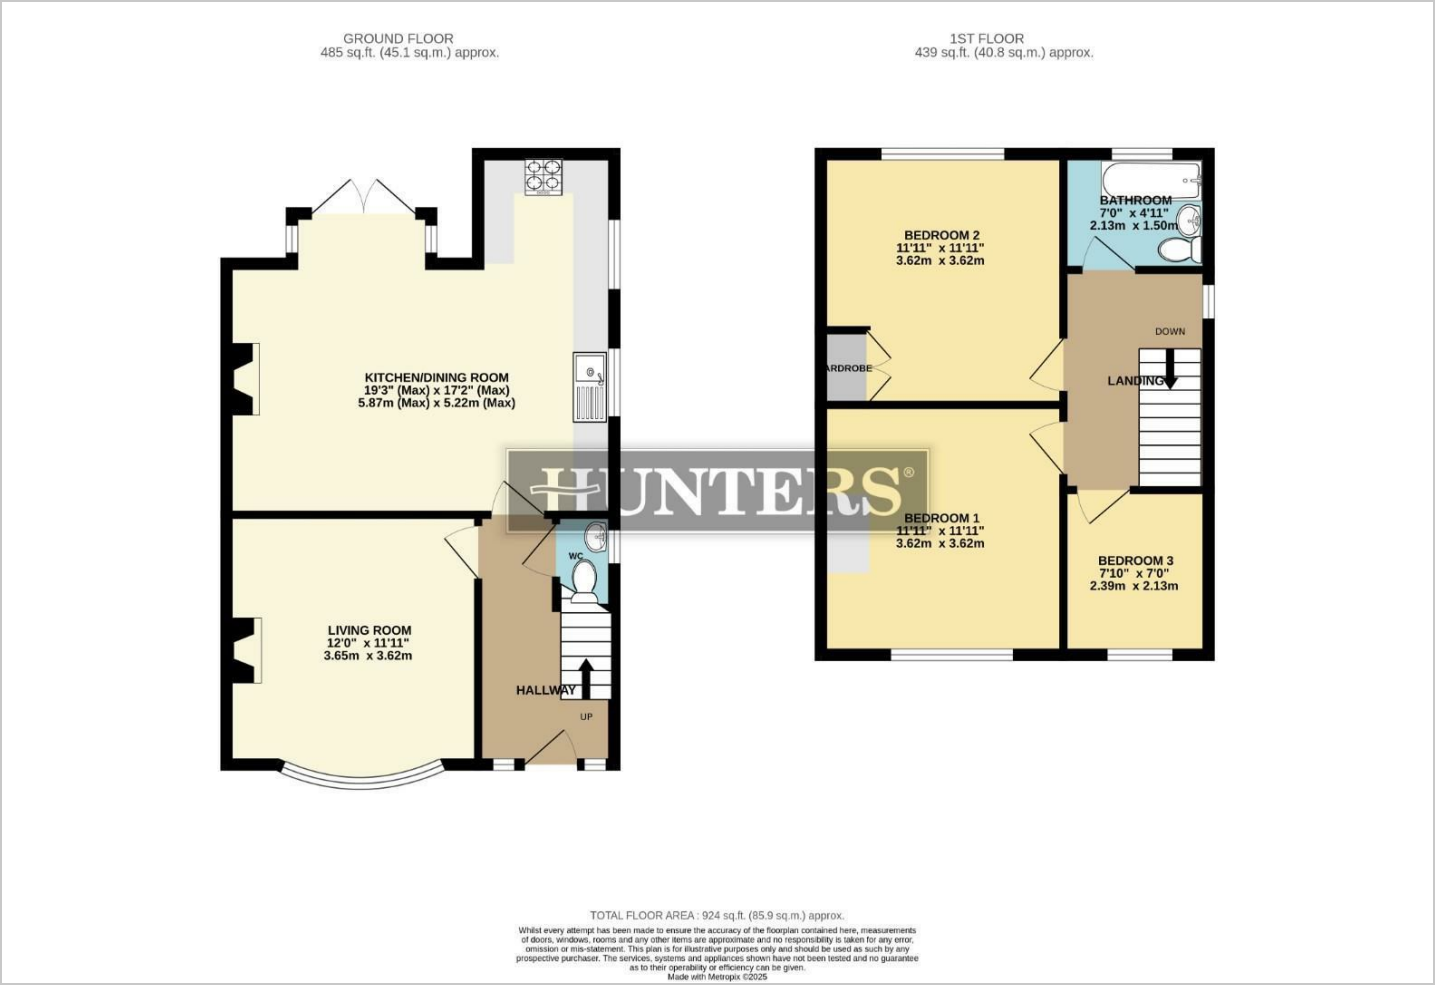 GROUND FLOOR
485 sq.ft. (45.1 sq.m.) approx.
1ST FLOOR
439 sq.ft. (40.8 sq.m.) approx.
KITCHEN/DINING ROOM
19'3" (Max) x 17'2" (Max)
5.87m (Max) x 5.22m (Max)
LIVING ROOM
12'0" x 11'11"
3.65m x 3.62m
WC
HALLWAY
UP
BEDROOM 2
11'11" x 11'11"
3.62m x 3.62m
ARDROBE
BATHROOM
7'0" x 4'11"
2.13m x 1.50m
DOWN
LANDING
HUNTERS®
BEDROOM 1
11'11" x 11'11"
3.62m x 3.62m
BEDROOM 3
7'10" x 7'0"
2.39m x 2.13m
TOTAL FLOOR AREA : 924 sq.ft. (85.9 sq.m.) approx.
Whilst every attempt has been made to ensure the accuracy of the floorplan contained here, measurements
of doors, windows, rooms and any other items are approximate and no responsibility is taken for any error,
omission or mis-statement. This plan is for illustrative purposes only and should be used as such by any
prospective purchaser. The services, systems and appliances shown have not been tested and no guarantee
as to their operability or efficiency can be given.
Made with Metropix ©2025